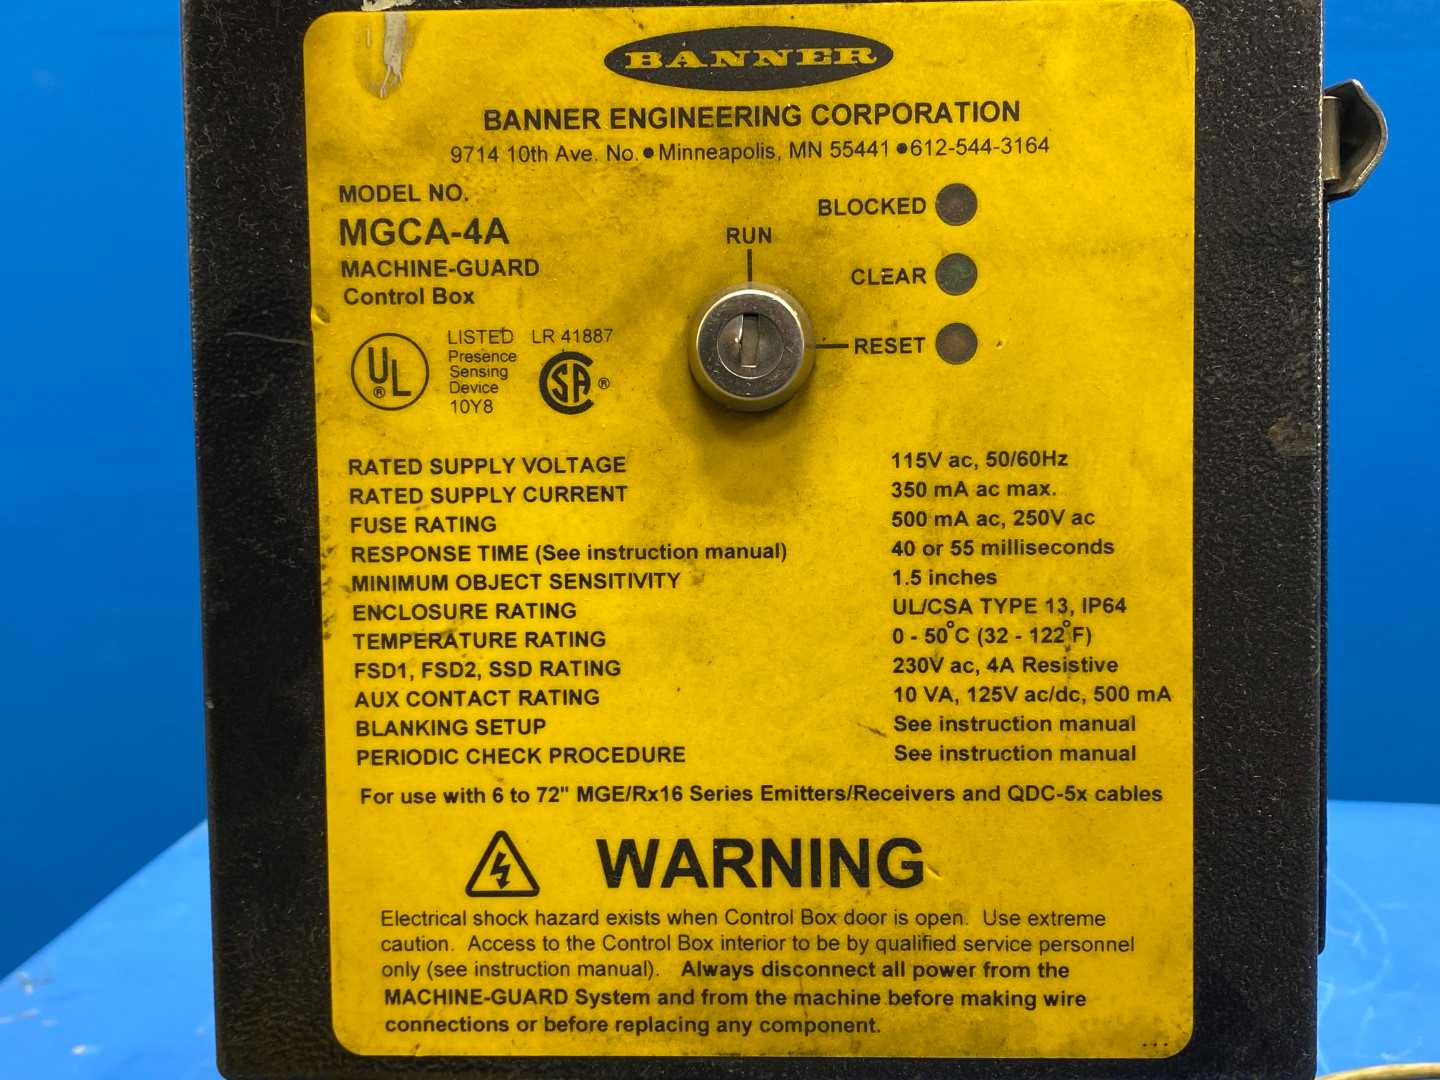 BANNER
BANNER ENGINEERING CORPORATION
9714 10th Ave. No. • Minneapolis, MN 55441 • 612-544-3164
MODEL NO.
MGCA-4A
MACHINE-GUARD
Control Box
UL ®
LISTED LR 41887
Presence
Sensing
Device
10Y8
SA ®
RUN
BLOCKED
CLEAR
RESET
RATED SUPPLY VOLTAGE 115V ac, 50/60Hz
RATED SUPPLY CURRENT 350 mA ac max.
FUSE RATING 500 mA ac, 250V ac
RESPONSE TIME (See instruction manual) 40 or 55 milliseconds
MINIMUM OBJECT SENSITIVITY 1.5 inches
ENCLOSURE RATING UL/CSA TYPE 13, IP64
TEMPERATURE RATING 0 - 50°C (32 - 122°F)
FSD1, FSD2, SSD RATING 230V ac, 4A Resistive
AUX CONTACT RATING 10 VA, 125V ac/dc, 500 mA
BLANKING SETUP See instruction manual
PERIODIC CHECK PROCEDURE See instruction manual
For use with 6 to 72" MGE/Rx16 Series Emitters/Receivers and QDC-5x cables
WARNING
Electrical shock hazard exists when Control Box door is open. Use extreme
caution. Access to the Control Box interior to be by qualified service personnel
only (see instruction manual). Always disconnect all power from the
MACHINE-GUARD System and from the machine before making wire
connections or before replacing any component.